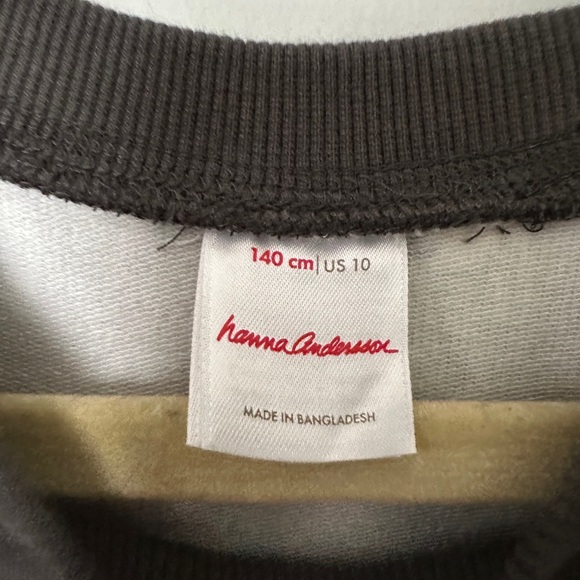 140 cm | US 10
hanna andersson
MADE IN BANGLADESH